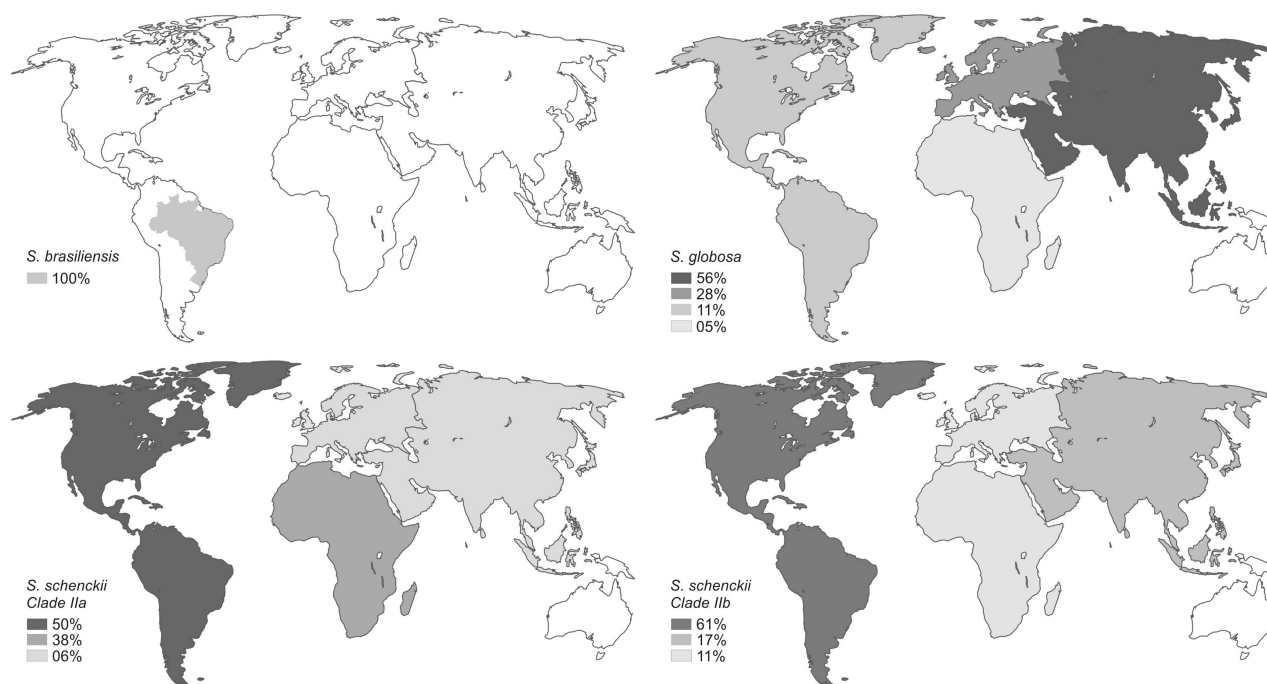 S. brasiliensis
100%
S. globosa
56%
28%
11%
05%
S. schenckii
Clade IIa
50%
38%
06%
S. schenckii
Clade IIb
61%
17%
11%